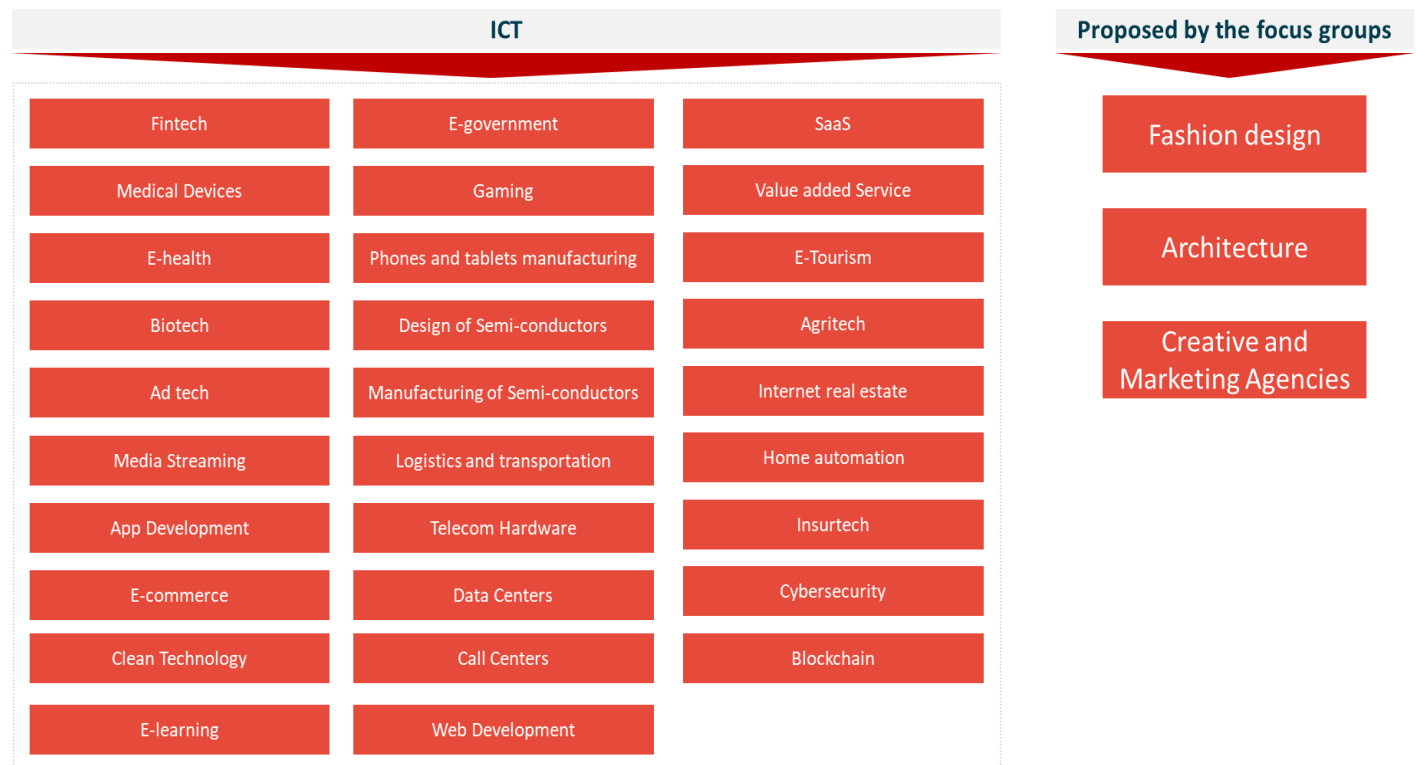 ICT
Fintech
Medical Devices
E-health
Biotech
Ad tech
Media Streaming
App Development
E-commerce
Clean Technology
E-learning
E-government
Gaming
Phones and tablets manufacturing
Design of Semi-conductors
Manufacturing of Semi-conductors
Logistics and transportation
Telecom Hardware
Data Centers
Call Centers
Web Development
SaaS
Value added Service
E-Tourism
Agritech
Internet real estate
Home automation
Insurtech
Cybersecurity
Blockchain
Proposed by the focus groups
Fashion design
Architecture
Creative and
Marketing Agencies